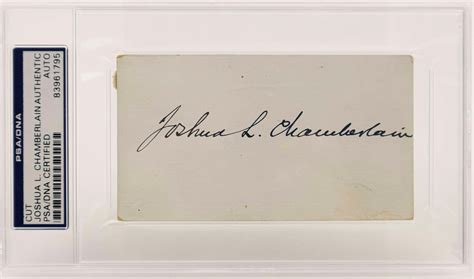 PSA/DNA
CUT
JOSHUA L. CHAMBERLAIN AUTHENTIC
AUTO
PSA/DNA CERTIFIED 83961795
Joshua L. Chamberlain